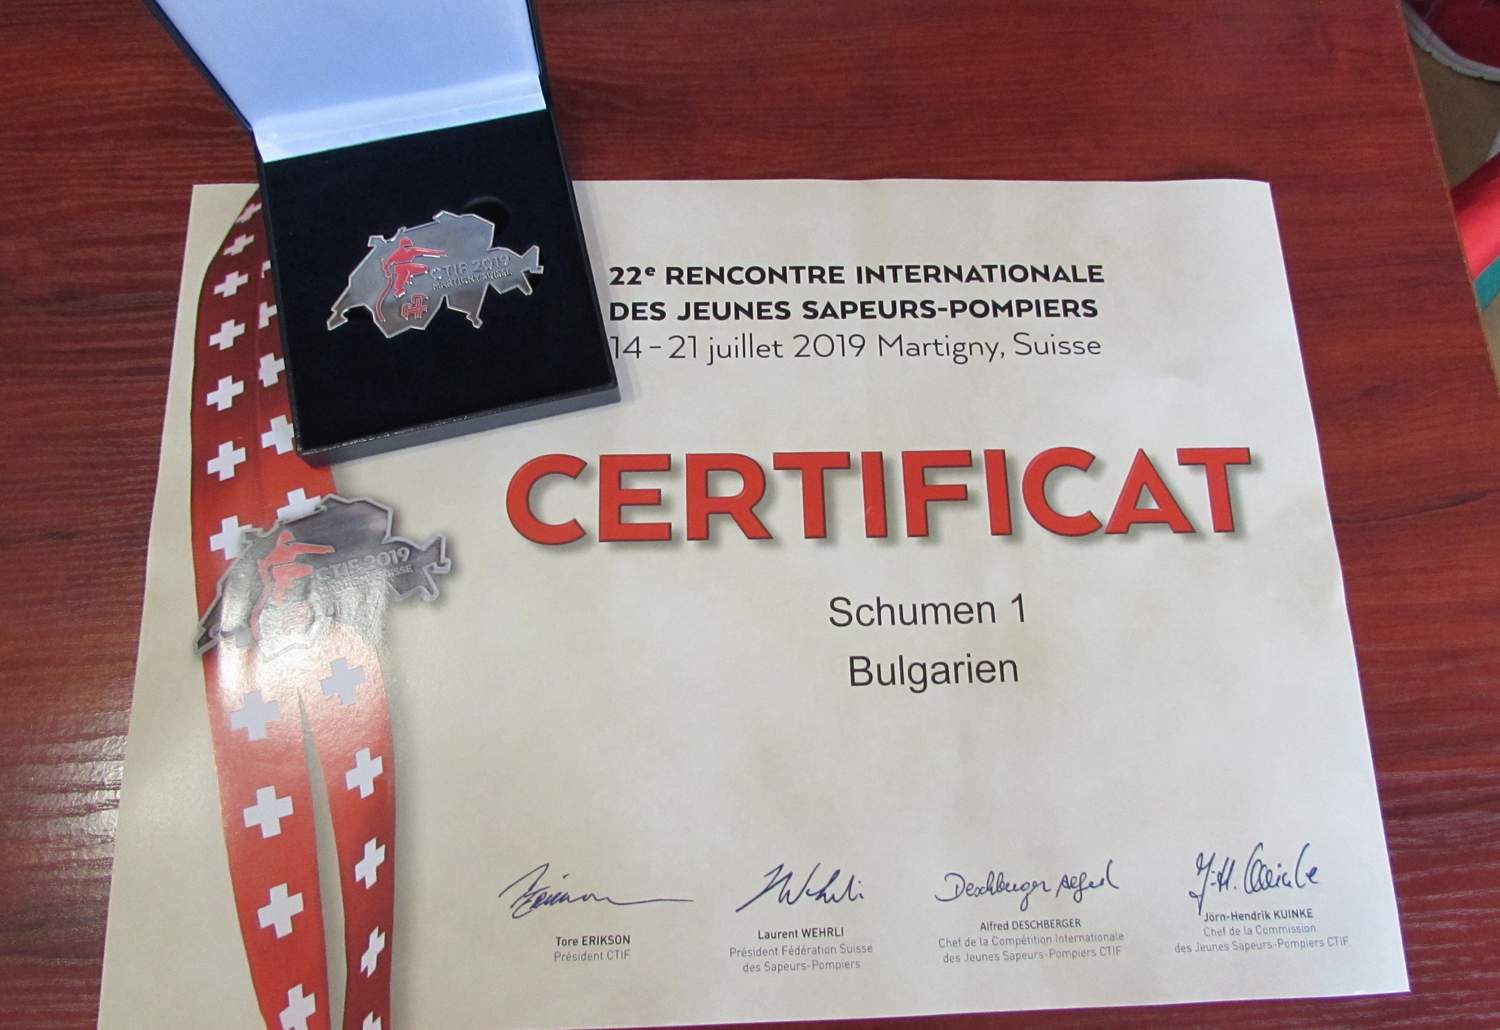 CTIF 2019
MARTIGNY SUISSE
22e RENCONTRE INTERNATIONALE
DES JEUNES SAPEURS-POMPIERS
14 - 21 juillet 2019 Martigny, Suisse
CERTIFICAT
CTIF 2019
Schumen 1
Bulgarien
Tore ERIKSON
Président CTIF
Laurent WEHRLI
Président Fédération Suisse
des Sapeurs-Pompiers
Alfred DESCHBERGER
Chef de la Compétition Internationale
des Jeunes Sapeurs-Pompiers CTIF
Jörn-Hendrik KUINKE
Chef de la Commission
des Jeunes Sapeurs-Pompiers CTIF